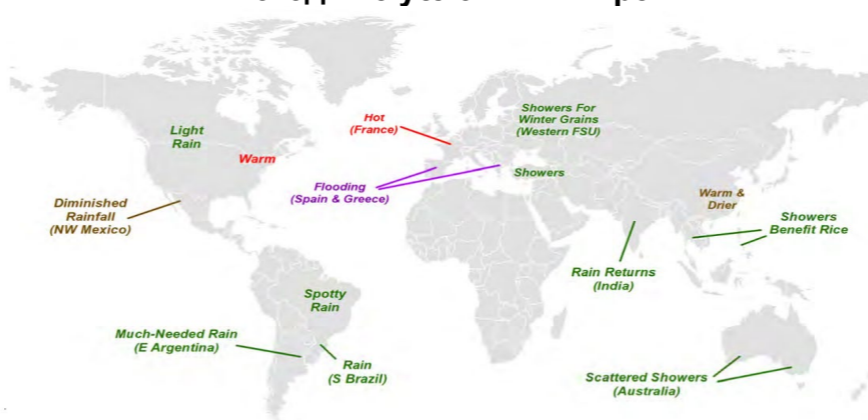 Hot
(France)
Showers For
Winter Grains
(Western FSU)
Light
Rain
Warm
Flooding
(Spain & Greece)
Showers
Diminished
Rainfall
(NW Mexico)
Warm &
Drier
Showers
Benefit Rice
Rain Returns
(India)
Spotty
Rain
Much-Needed Rain
(E Argentina)
Rain
(S Brazil)
Scattered Showers
(Australia)